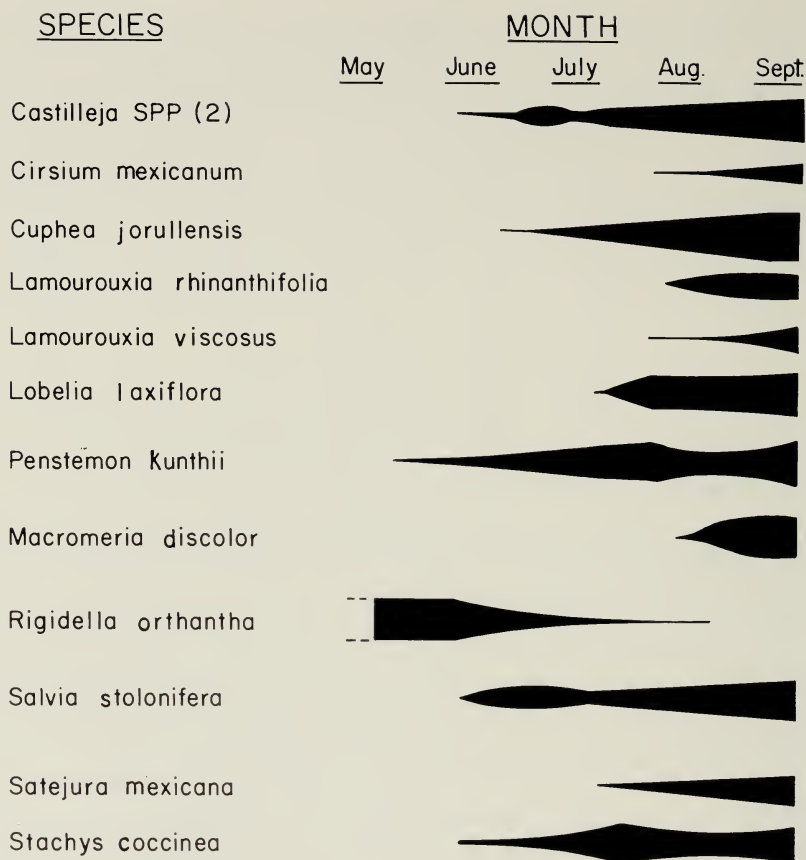 SPECIES MONTH
May June July Aug. Sept.
Castilleja SPP (2)
Cirsium mexicanum
Cuphea jorullensis
Lamourouxia rhinanthifolia
Lamourouxia viscosus
Lobelia laxiflora
Penstemon Kunthii
Macromeria discolor
Rigidella orthantha
Salvia stolonifera
Satejura mexicana
Stachys coccinea